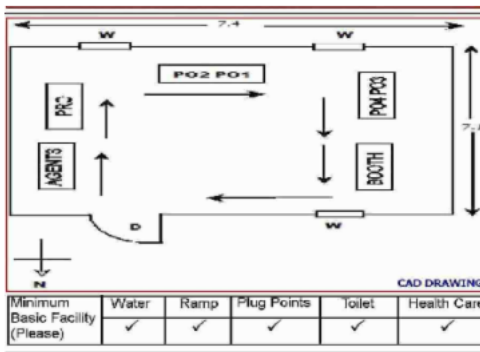 7.4
W W
PO2 PO1
PRO
PO4 PO3
AGENTS
BOOTH
D
W
N
CAD DRAWING
Minimum Basic Facility (Please) Water Ramp Plug Points Toilet Health Care
✓ ✓ ✓ ✓ ✓